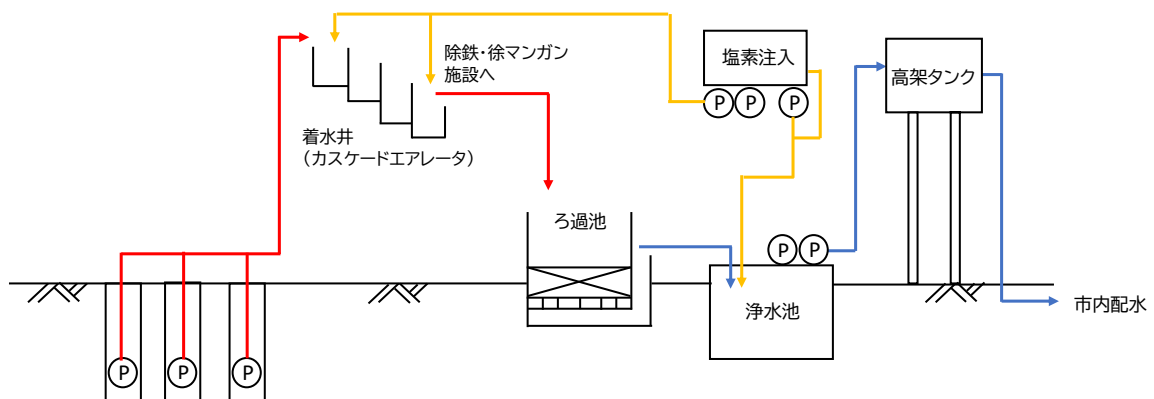 除鉄・徐マンガン
施設へ
塩素注入
高架タンク
P P P
着水井
（カスケードエアレータ）
ろ過池
P P
浄水池
市内配水
P P P